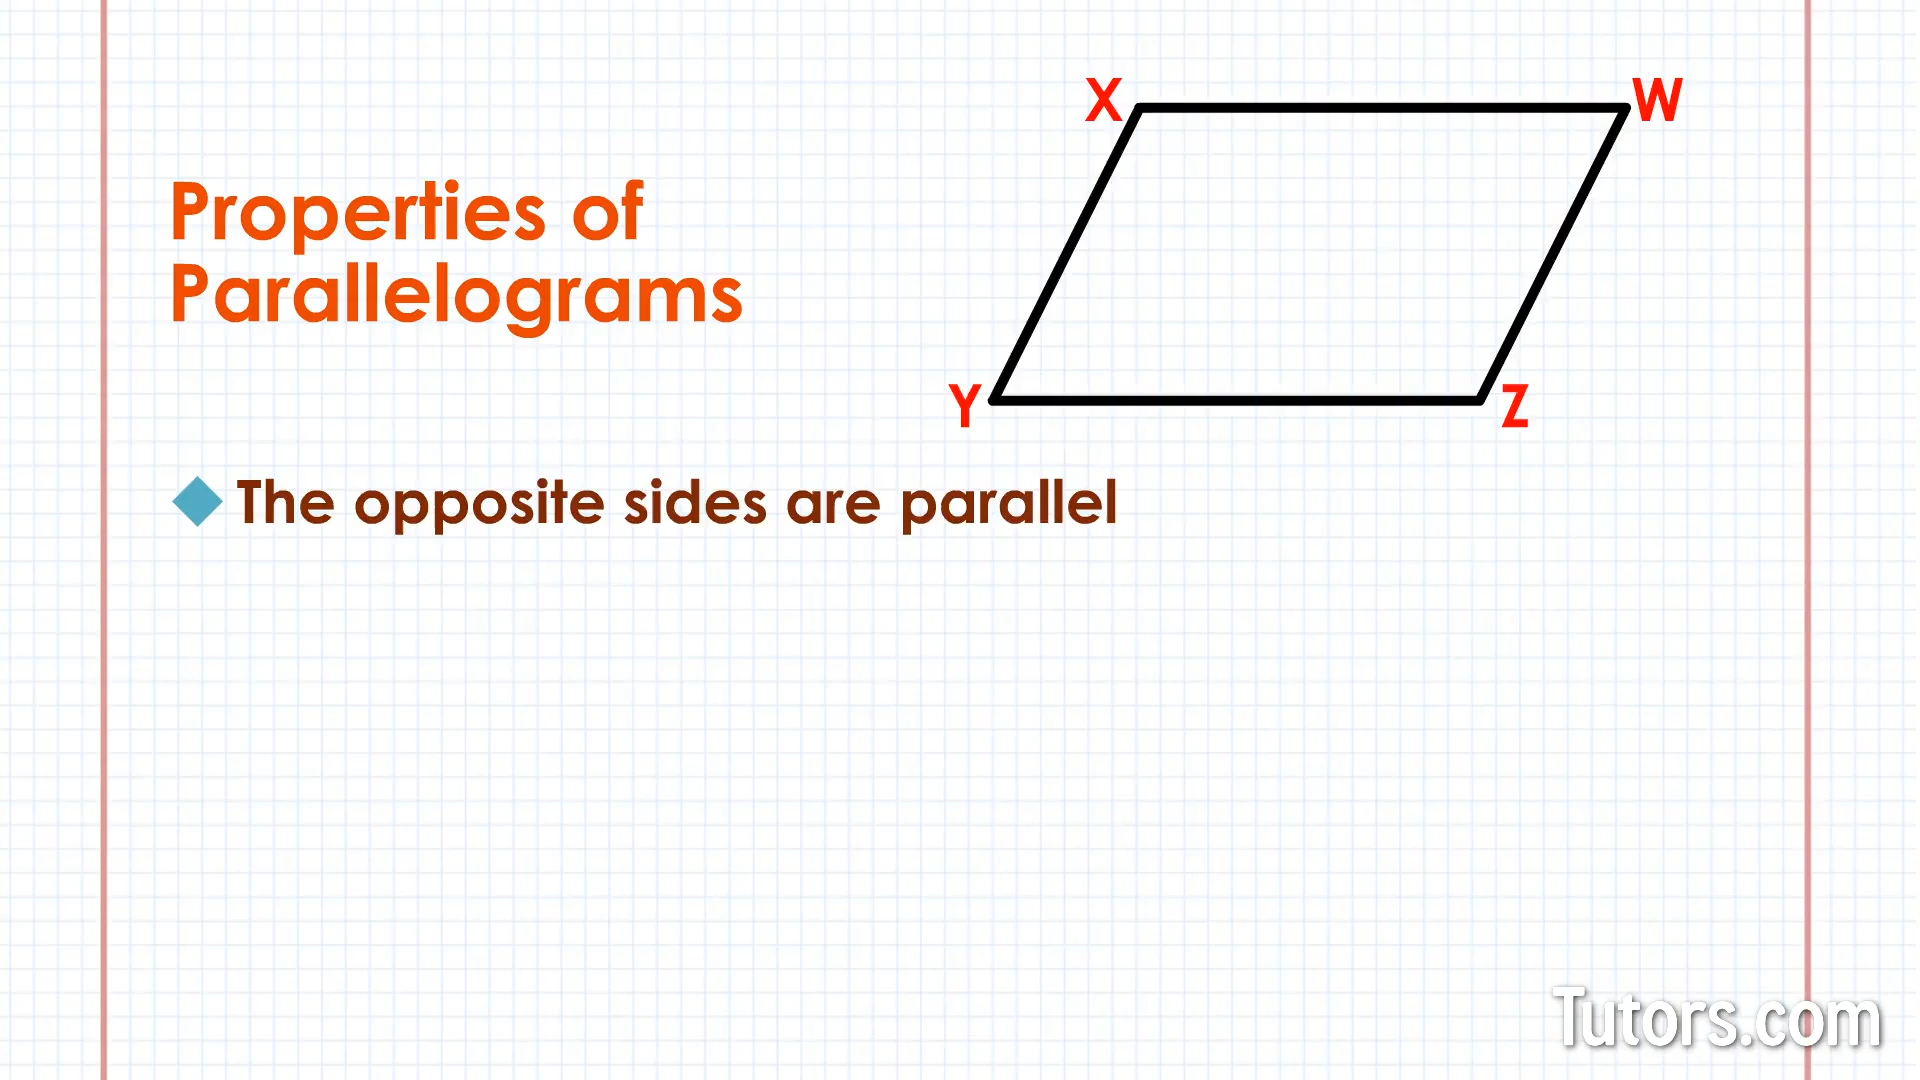 X
W
Properties of
Parallelograms
Y
Z
The opposite sides are parallel
Tutors.com